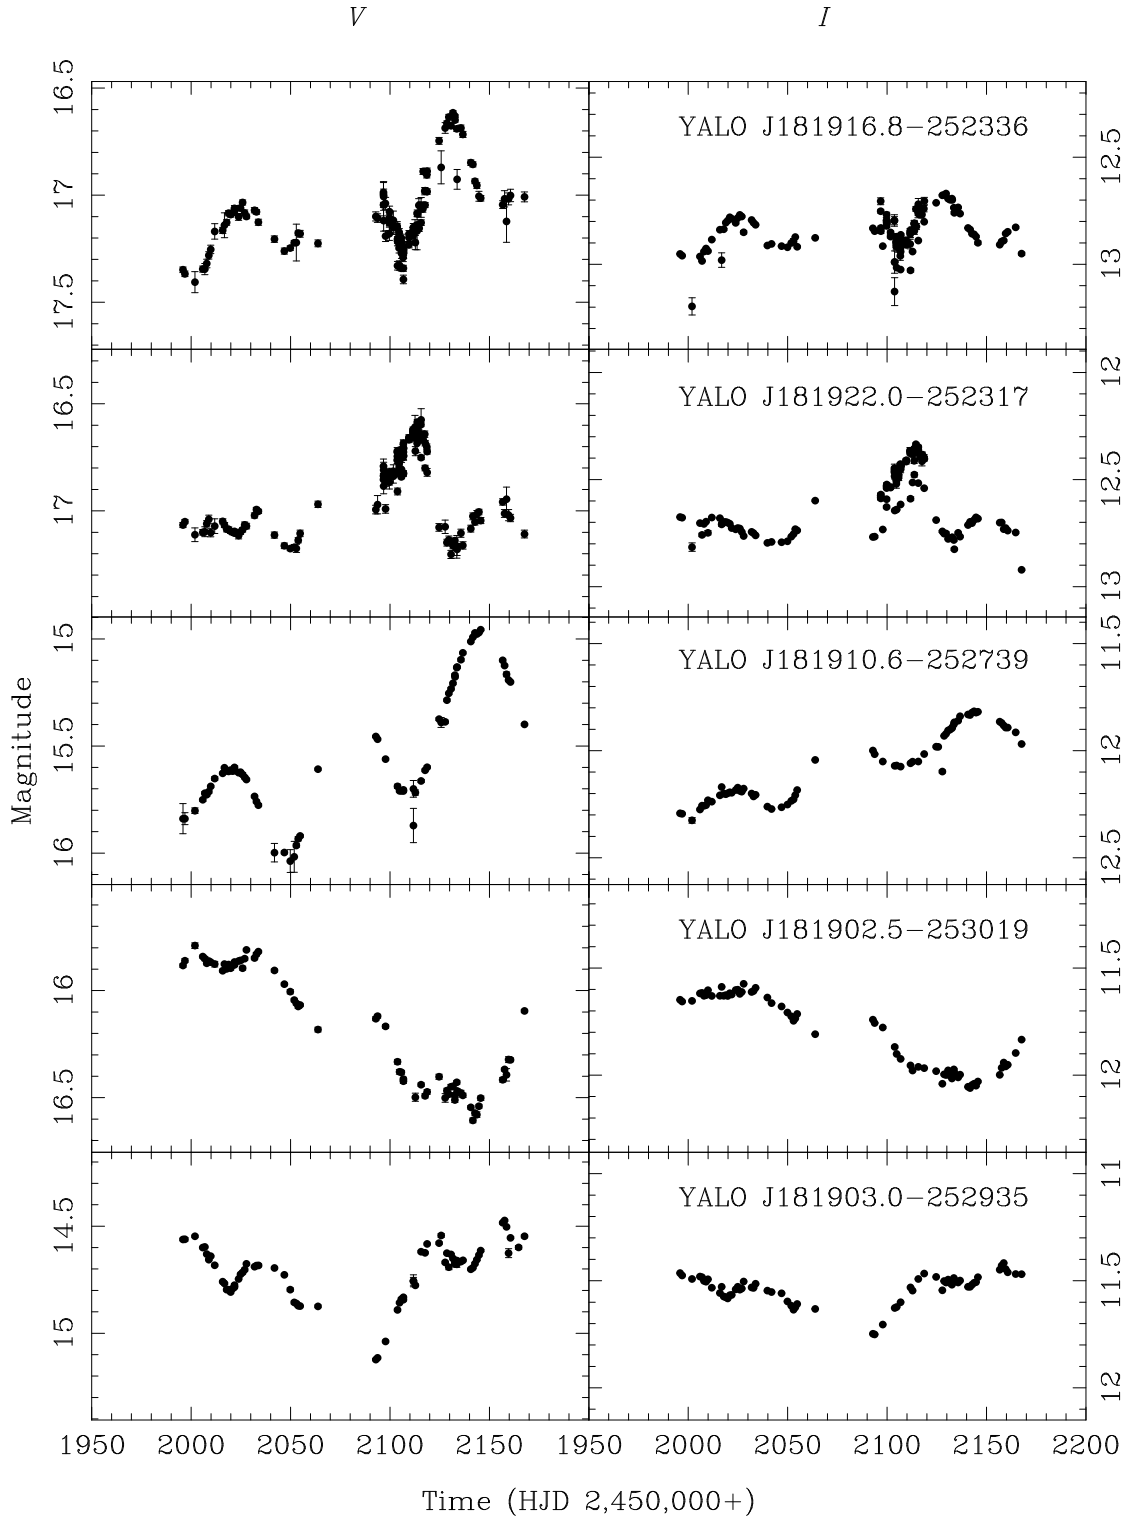 V I
16.5 17 17.5
YALO J181916.8−252336
12.5 13
16.5 17
YALO J181922.0−252317
12 12.5 13
15 15.5 16
YALO J181910.6−252739
11.5 12 12.5
Magnitude
16 16.5
YALO J181902.5−253019
11.5 12
14.5 15
YALO J181903.0−252935
11 11.5 12
1950 2000 2050 2100 2150 1950 2000 2050 2100 2150 2200
Time (HJD 2,450,000+)